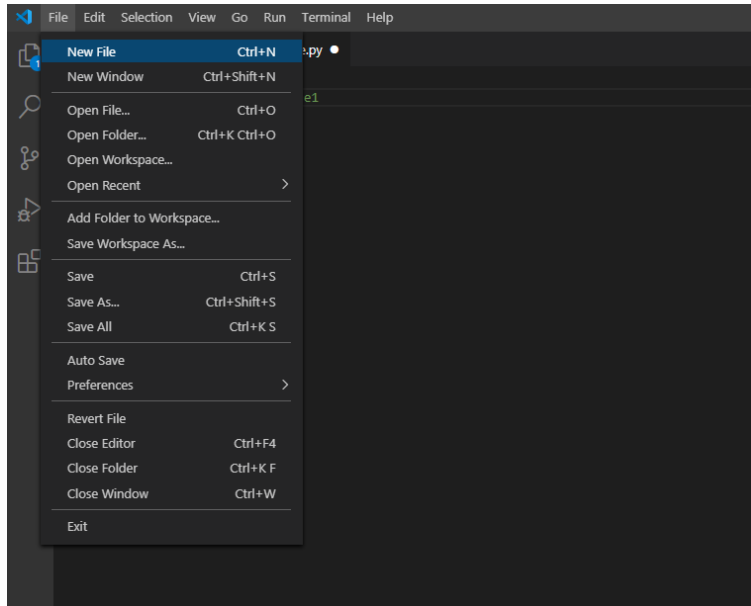 File Edit Selection View Go Run Terminal Help
New File Ctrl+N
New Window Ctrl+Shift+N
Open File... Ctrl+O
Open Folder... Ctrl+K Ctrl+O
Open Workspace...
Open Recent
Add Folder to Workspace...
Save Workspace As...
Save Ctrl+S
Save As... Ctrl+Shift+S
Save All Ctrl+K S
Auto Save
Preferences
Revert File
Close Editor Ctrl+F4
Close Folder Ctrl+K F
Close Window Ctrl+W
Exit
.py
e1
1